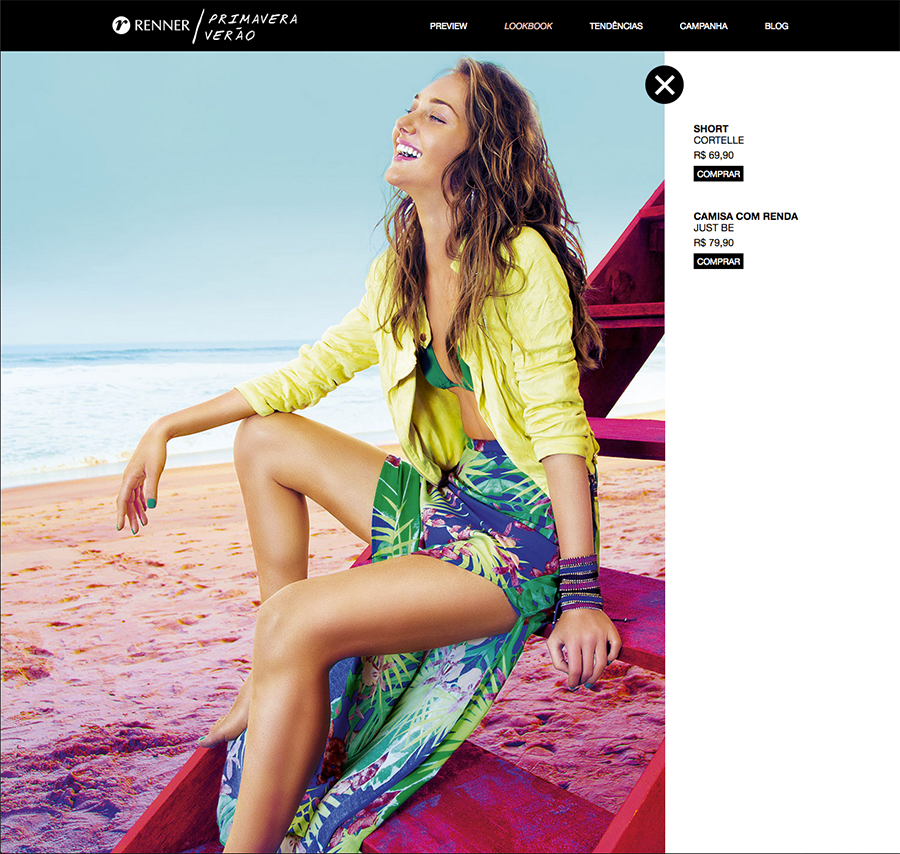 r RENNER
PRIMAVERA
VERÃO
PREVIEW LOOKBOOK TENDÊNCIAS CAMPANHA BLOG
SHORT
CORTELLE
R$ 69,90
COMPRAR
CAMISA COM RENDA
JUST BE
R$ 79,90
COMPRAR